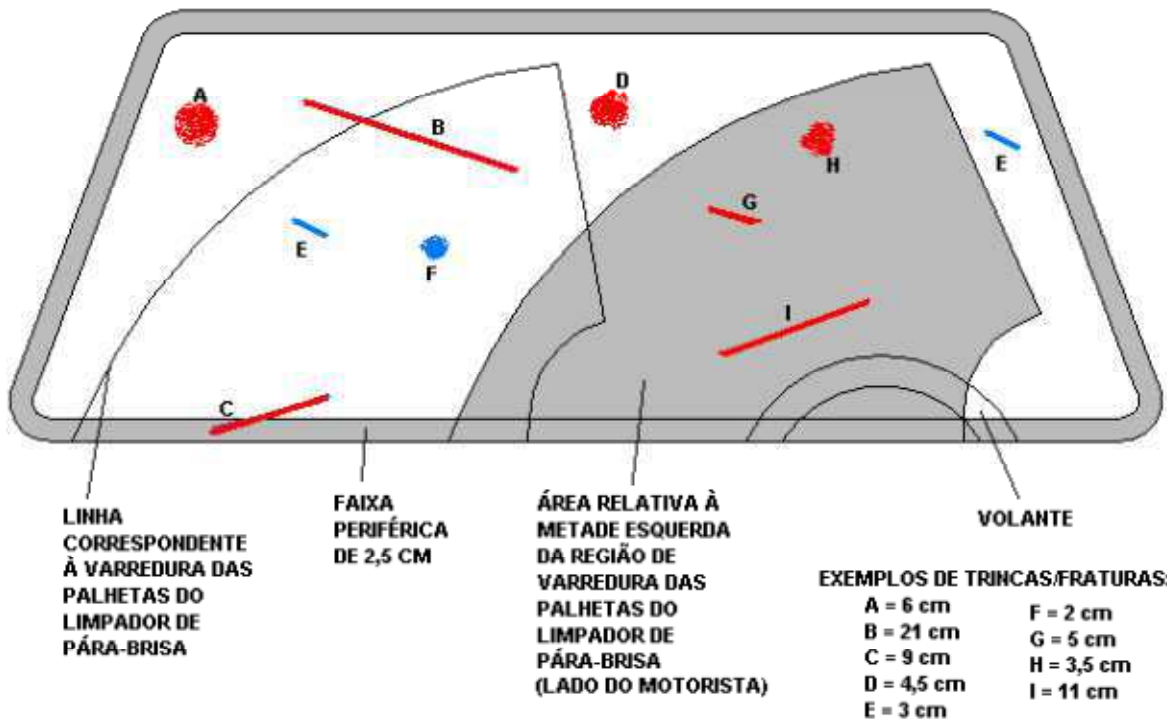 A
D
B
E
H
G
E
F
I
C
LINHA
CORRESPONDENTE
À VARREDURA DAS
PALHETAS DO
LIMPADOR DE
PÁRA-BRISA
FAIXA
PERIFÉRICA
DE 2,5 CM
ÁREA RELATIVA À
METADE ESQUERDA
DA REGIÃO DE
VARREDURA DAS
PALHETAS DO
LIMPADOR DE
PÁRA-BRISA
(LADO DO MOTORISTA)
VOLANTE
EXEMPLOS DE TRINCAS/FRATURAS:
A = 6 cm
B = 21 cm
C = 9 cm
D = 4,5 cm
E = 3 cm
F = 2 cm
G = 5 cm
H = 3,5 cm
I = 11 cm